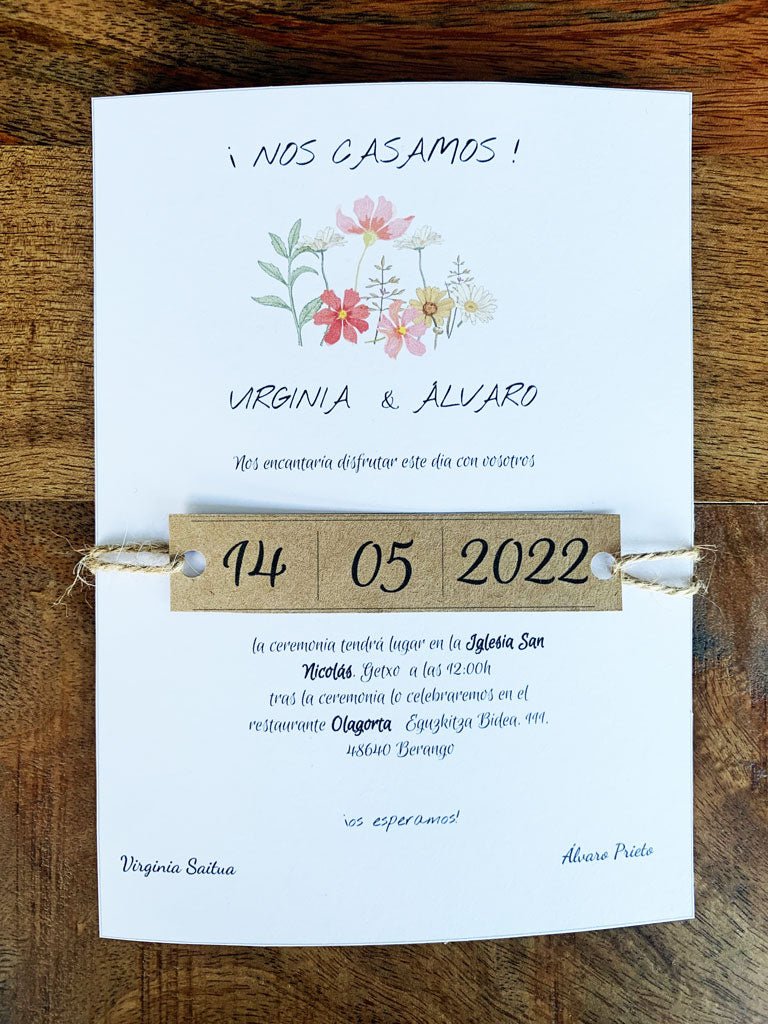 ¡ NOS CASAMOS !
VIRGINIA & ÁLVARO
Nos encantaría disfrutar este dia con vosotros
14 05 2022
la ceremonia tendrá lugar en la Iglesia San
Nicolás. Getxo a las 12:00h
tras la ceremonia lo celebraremos en el
restaurante Olagorta Eguzkitza Bidea, 111,
48640 Berango
¡os esperamos!
Virginia Saitua
Álvaro Prieto